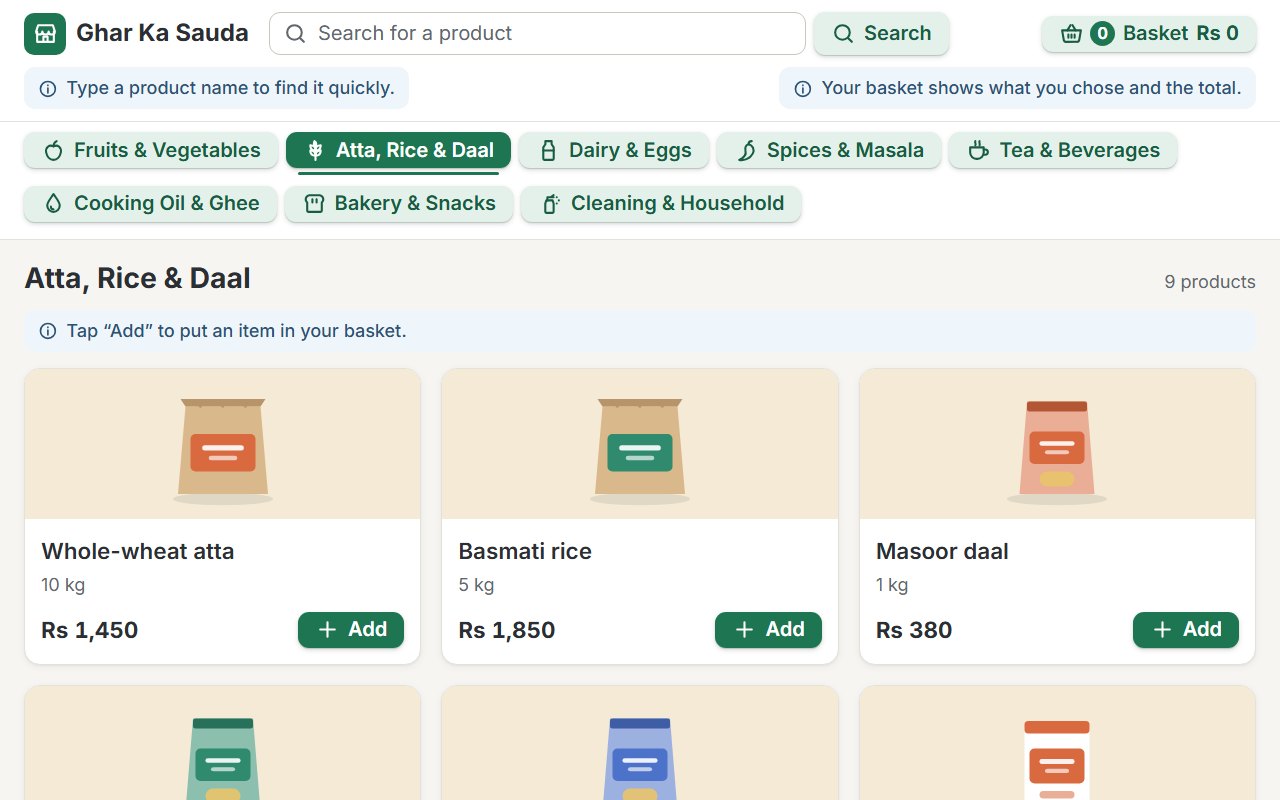 Ghar Ka Sauda
Search for a product
Search
0 Basket Rs 0
Type a product name to find it quickly.
Your basket shows what you chose and the total.
Fruits & Vegetables
Atta, Rice & Daal
Dairy & Eggs
Spices & Masala
Tea & Beverages
Cooking Oil & Ghee
Bakery & Snacks
Cleaning & Household
Atta, Rice & Daal
9 products
Tap “Add” to put an item in your basket.
Whole-wheat atta
10 kg
Rs 1,450
Add
Basmati rice
5 kg
Rs 1,850
Add
Masoor daal
1 kg
Rs 380
Add